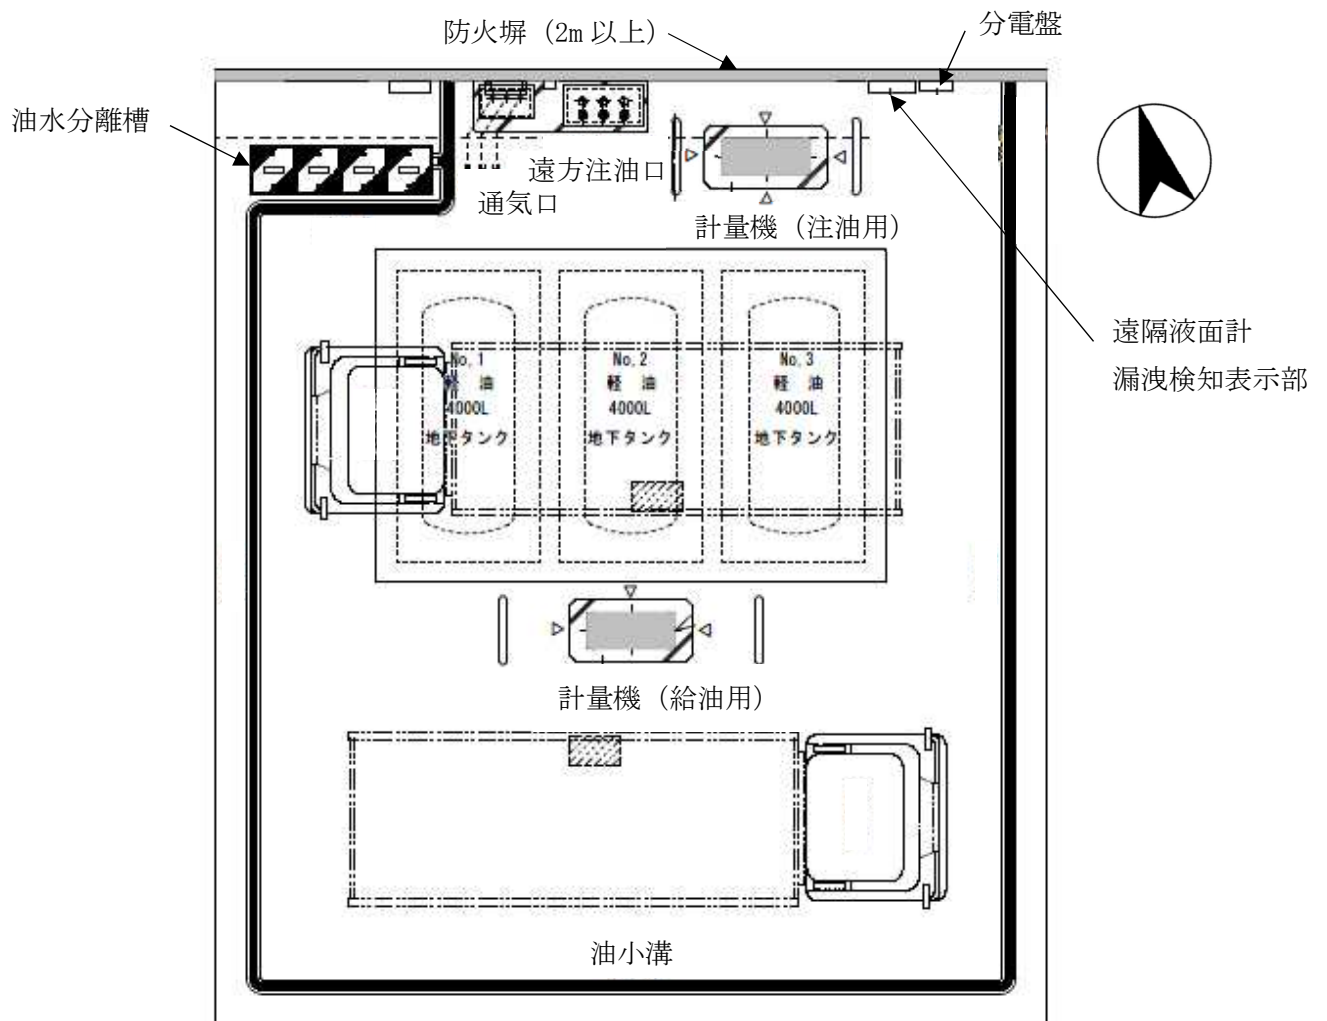 分電盤
防火塀（2m 以上）
油水分離槽
遠方注油口
通気口
計量機（注油用）
遠隔液面計
漏洩検知表示部
No,1
軽 油
4000L
地下タンク
No,2
軽 油
4000L
地下タンク
No,3
軽 油
4000L
地下タンク
計量機（給油用）
油小溝